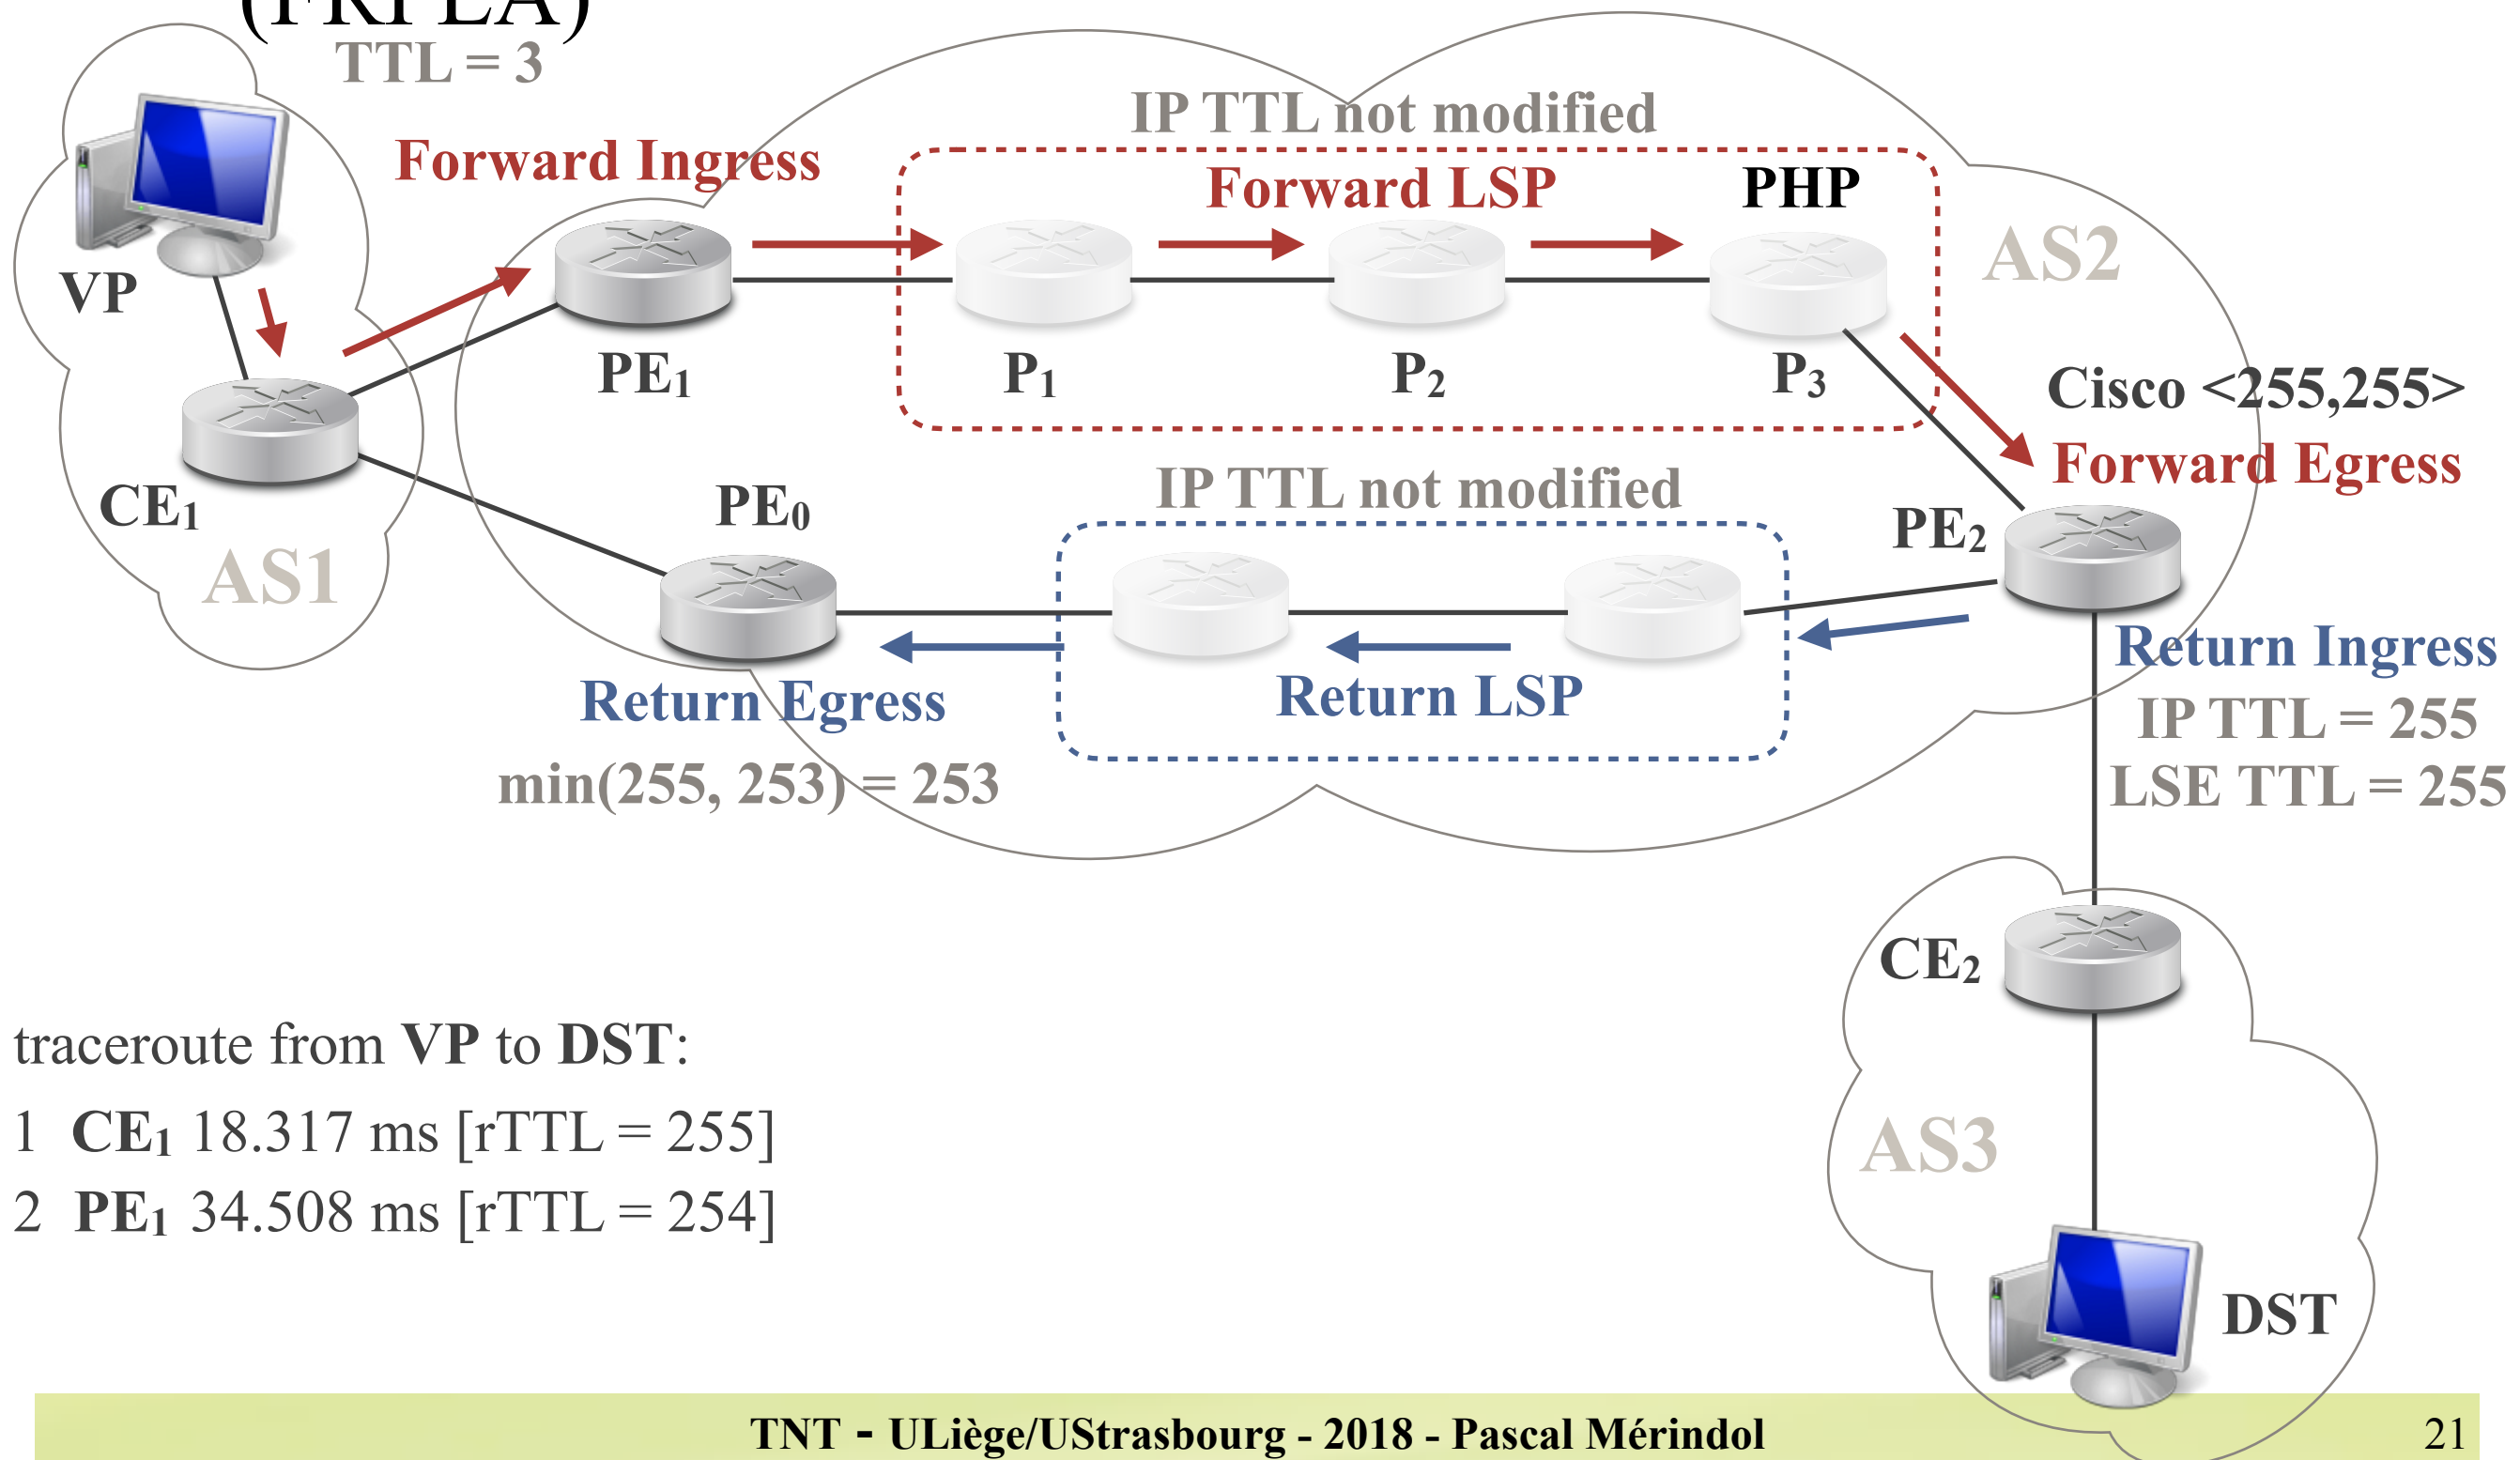 (FRPLA)
TTL = 3
IP TTL not modified
Forward Ingress
Forward LSP
PHP
AS2
VP
PE1
P1
P2
P3
Cisco <255,255>
Forward Egress
IP TTL not modified
CE1
PE0
PE2
AS1
Return Ingress
Return Egress
Return LSP
IP TTL = 255
min(255, 253) = 253
LSE TTL = 255
CE2
traceroute from VP to DST:
1 CE1 18.317 ms [rTTL = 255]
AS3
2 PE1 34.508 ms [rTTL = 254]
DST
TNT - ULiège/UStrasbourg - 2018 - Pascal Mérindol
21